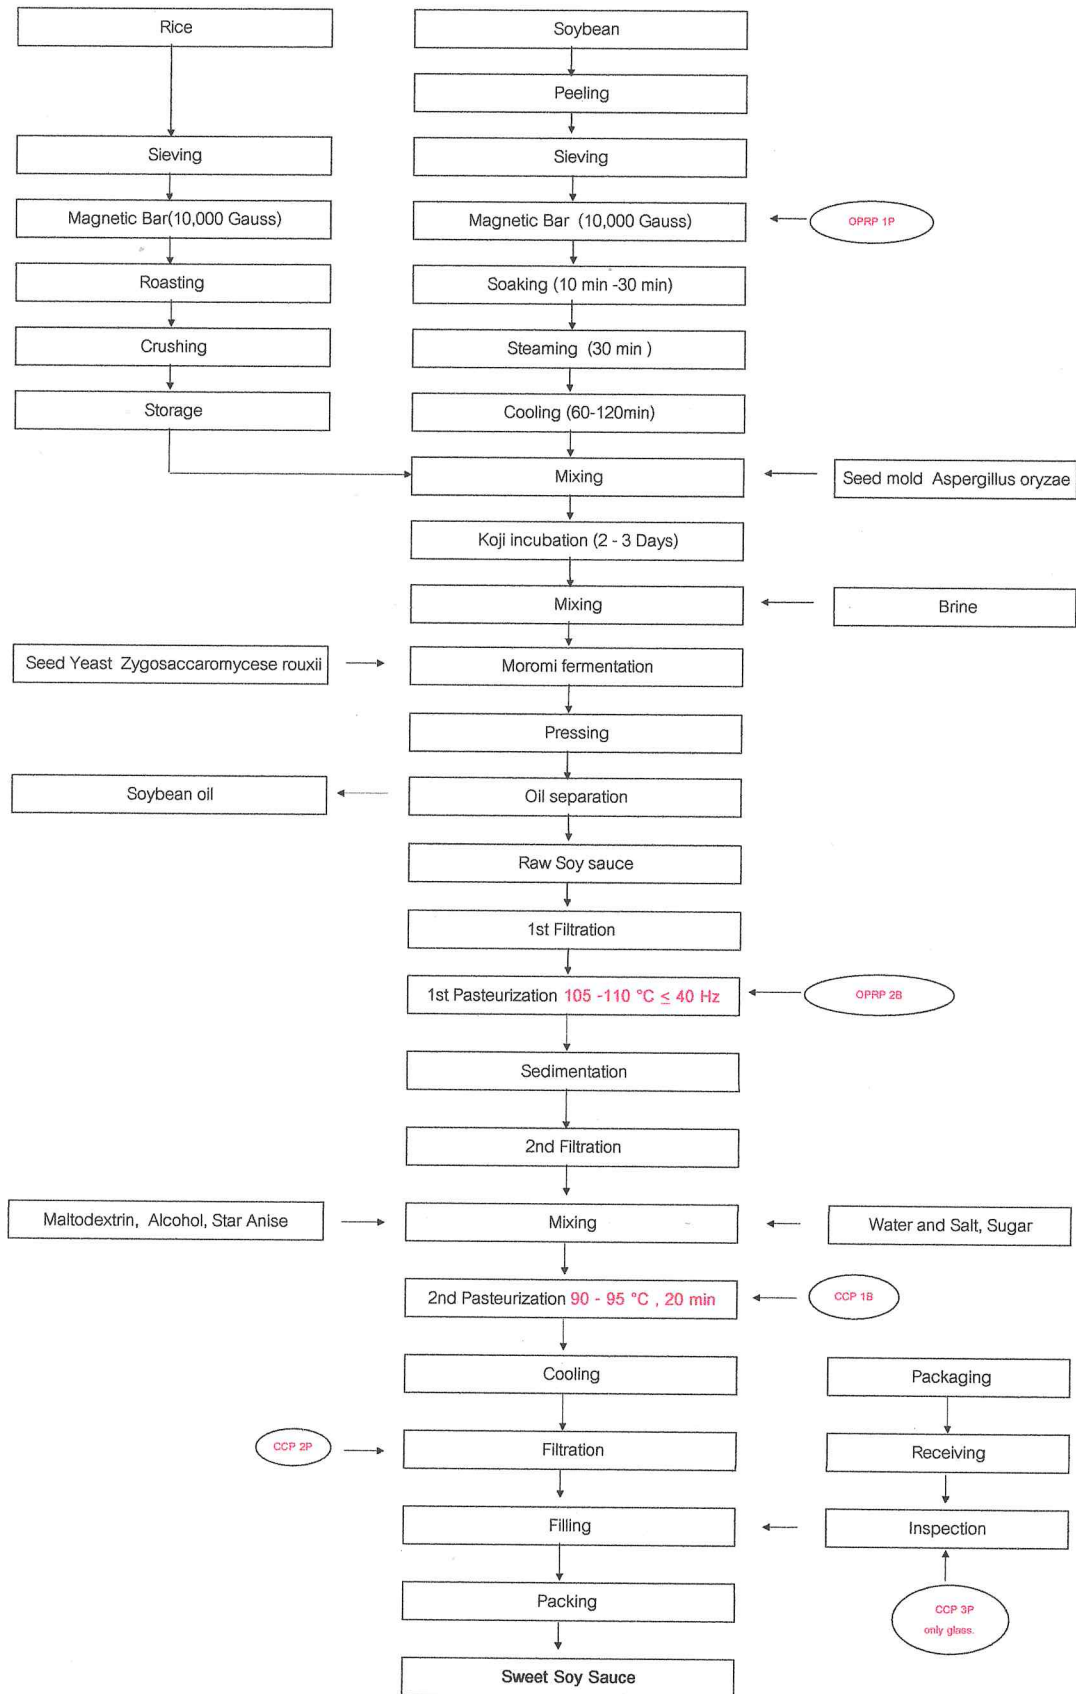 Rice
Soybean
Peeling
Sieving
Sieving
Magnetic Bar(10,000 Gauss)
Magnetic Bar (10,000 Gauss)
OPRP 1P
Roasting
Soaking (10 min -30 min)
Crushing
Steaming (30 min )
Storage
Cooling (60-120min)
Mixing
Seed mold Aspergillus oryzae
Koji incubation (2 - 3 Days)
Mixing
Brine
Seed Yeast Zygosaccaromycese rouxii
Moromi fermentation
Pressing
Soybean oil
Oil separation
Raw Soy sauce
1st Filtration
1st Pasteurization 105 -110 °C ≤ 40 Hz
OPRP 2B
Sedimentation
2nd Filtration
Maltodextrin, Alcohol, Star Anise
Mixing
Water and Salt, Sugar
2nd Pasteurization 90 - 95 °C , 20 min
CCP 1B
Cooling
Packaging
CCP 2P
Filtration
Receiving
Filling
Inspection
Packing
CCP 3P
only glass.
Sweet Soy Sauce